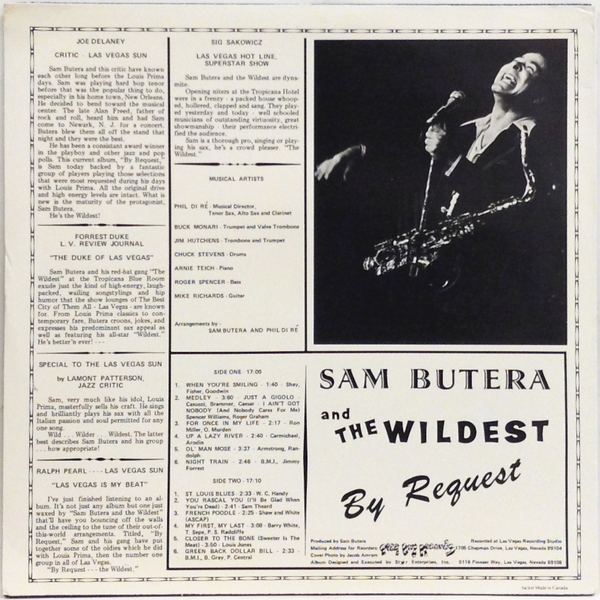 JOE DELANEY
CRITIC - LAS VEGAS SUN
Sam Butera and this critic have known
each other long before the Louis Prima
days. Sam was playing hard bop tenor
before that was the popular thing to do,
especially in his home town, New Orleans.
He decided to bend toward the musical
center. The late Alan Freed, father of
rock and roll, heard him and had Sam
come to Newark, N. J. for a concert.
Butera blew them all off the stand that
night and they were the best.
He has been a consistant award winner
in the playboy and other jazz and pop
polls. This current album, "By Request,"
is Sam today backed by a fantastic
group of players playing those selections
that were most requested during his days
with Louis Prima. All the original drive
and high energy levels are intact. What is
new is the maturity of the protagonist,
Sam Butera.
He's the Wildest!
FORREST DUKE
L. V. REVIEW JOURNAL
"THE DUKE OF LAS VEGAS"
Sam Butera and his red-hot gang "The
Wildest" at the Tropicana Blue Room
exude just the kind of high-energy, laugh-
packed, wailing songstylings and hip
humor that the show lounges of The Best
City of Them All - Las Vegas - are known
for. From Louis Prima classics to con-
temporary fare, Butera croons, jokes, and
expresses his predominant sax appeal as
well as featuring his all-star "Wildest."
He's better'n ever! - - -
SPECIAL TO THE LAS VEGAS SUN
by LAMONT PATTERSON,
JAZZ CRITIC
Sam, very much like his idol, Louis
Prima, masterfully sells his craft. He sings
and brilliantly plays his sax with all the
Italian passion and soul permitted for any
one song.
Wild . . . Wilder . . . Wildest. The latter
best describes Sam Butera and his group
. . . how appropriate!
RALPH PEARL - - - - LAS VEGAS SUN
"LAS VEGAS IS MY BEAT"
I've just finished listening to an al-
bum. It's not just any album but one just
waxed by "Sam Butera and the Wildest"
that'll have you bouncing off the walls
and the ceiling to the tune of their out-of-
this-world arrangements. Titled, "By
Request," Sam and his gang have put
together some of the oldies which he did
with Louis Prima, then the number one
group in all of Las Vegas.
"By Request - - - the Wildest."
SIG SAKOWICZ
LAS VEGAS HOT LINE,
SUPERSTAR SHOW
Sam Butera and the Wildest are dyna-
mite.
Opening niters at the Tropicana Hotel
were in a frenzy - a packed house whoop-
ed, hollered, clapped and sang. They play-
ed yesterday and today - well schooled
musicians of outstanding virtuosity, great
showmanship - their performance electri-
fied the audience.
Sam is a thorough pro, singing or play-
ing his sax, he's a crowd pleaser. "The
Wildest."
MUSICAL ARTISTS
PHIL DI RÉ - Musical Director,
Tenor Sax, Alto Sax and Clarinet
BUCK MONARI - Trumpet and Valve Trombone
JIM HUTCHENS - Trombone and Trumpet
CHUCK STEVENS - Drums
ARNIE TEICH - Piano
ROGER SPENCER - Bass
MIKE RICHARDS - Guitar
Arrangements by -
SAM BUTERA AND PHIL DI RÉ
SIDE ONE 17:00
1. WHEN YOU'RE SMILING - 1:40 - Shey,
Fisher, Goodwin
2. MEDLEY - 3:60 - JUST A GIGOLO -
Casucci, Brammer, Caesar - I AIN'T GOT
NOBODY (And Nobody Cares For Me)
Spencer Williams, Roger Graham
3. FOR ONCE IN MY LIFE - 2:17 - Ron
Miller, O. Murden
4. UP A LAZY RIVER - 2:40 - Carmichael,
Arodin
5. OL' MAN MOSE - 3:37 - Armstrong, Ran-
dolph
6. NIGHT TRAIN - 2:46 - B.M.I., Jimmy
Forrest
SIDE TWO - 17:10
1. ST. LOUIS BLUES - 2:33 - W. C. Handy
2. YOU RASCAL YOU (I'll Be Glad When
You're Dead) - 2:41 - Sam Theard
3. FRENCH POODLE - 2:25 - Shaw and White
(ASCAP)
4. MY FIRST, MY LAST - 3:08 - Barry White,
T. Sepe, P. S. Radcliffe
5. CLOSER TO THE BONE (Sweeter Is The
Meat) - 3:50 - Louis Jones
6. GREEN BACK DOLLAR BILL - 2:33 -
B.M.I., B. Gray, P. Central
SAM BUTERA
and
THE WILDEST
By Request
Produced by Sam Butera
Recorded at Las Vegas Recording Studio
Mailing Address for Reorders: 1705 Chapman Drive, Las Vegas, Nevada 89104
Cover Photo by Jacob Avnram
Album Designed and Executed by Enterprises, Inc. 5116 Pioneer Way, Las Vegas, Nevada